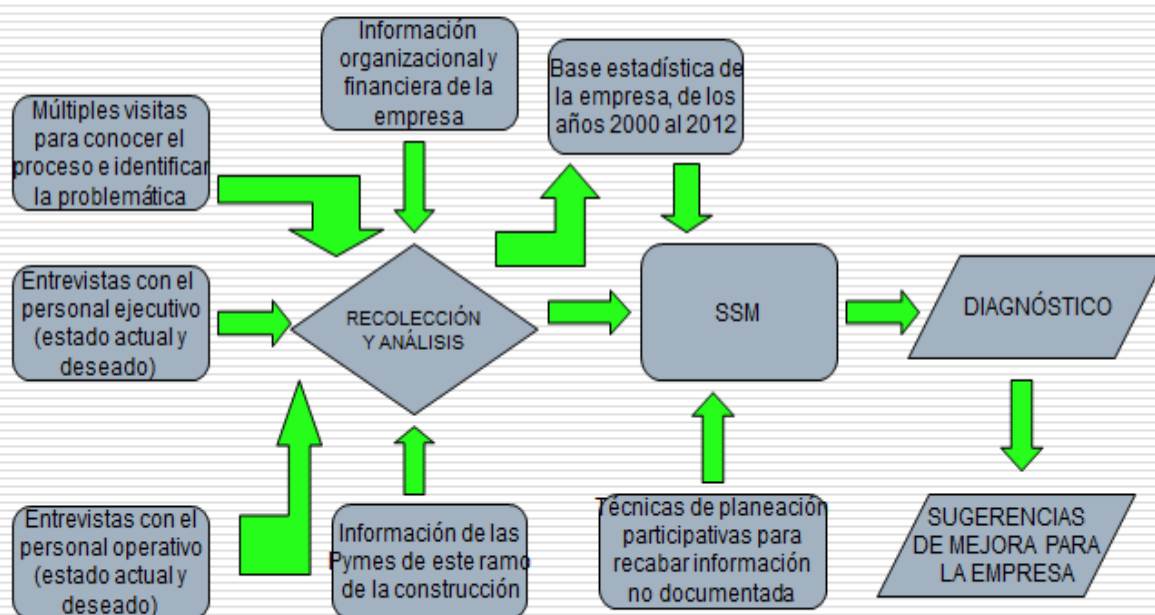 Información
organizacional y
financiera de la
empresa
Base estadística de
la empresa, de los
años 2000 al 2012
Múltiples visitas
para conocer el
proceso e identificar
la problemática
Entrevistas con el
personal ejecutivo
(estado actual y
deseado)
RECOLECCIÓN
Y ANÁLISIS
SSM
DIAGNÓSTICO
Entrevistas con el
personal operativo
(estado actual y
deseado)
Información de las
Pymes de este ramo
de la construcción
Técnicas de planeación
participativas para
recabar información
no documentada
SUGERENCIAS
DE MEJORA PARA
LA EMPRESA